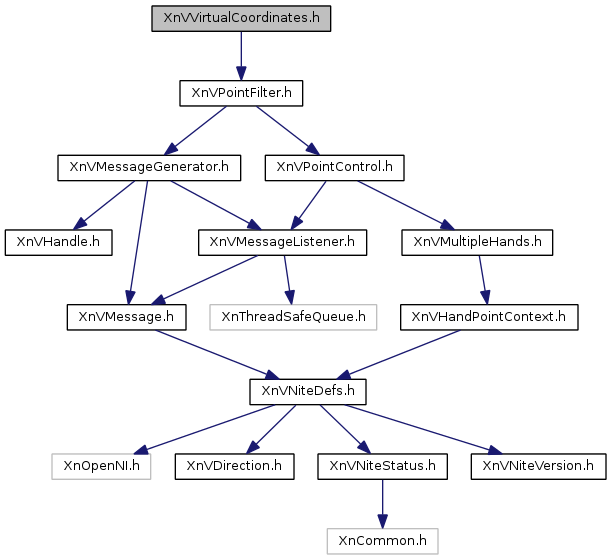 XnVVirtualCoordinates.h
XnVPointFilter.h
XnVMessageGenerator.h
XnVPointControl.h
XnVHandle.h
XnVMessageListener.h
XnVMultipleHands.h
XnVMessage.h
XnThreadSafeQueue.h
XnVHandPointContext.h
XnVNiteDefs.h
XnOpenNI.h
XnVDirection.h
XnVNiteStatus.h
XnVNiteVersion.h
XnCommon.h